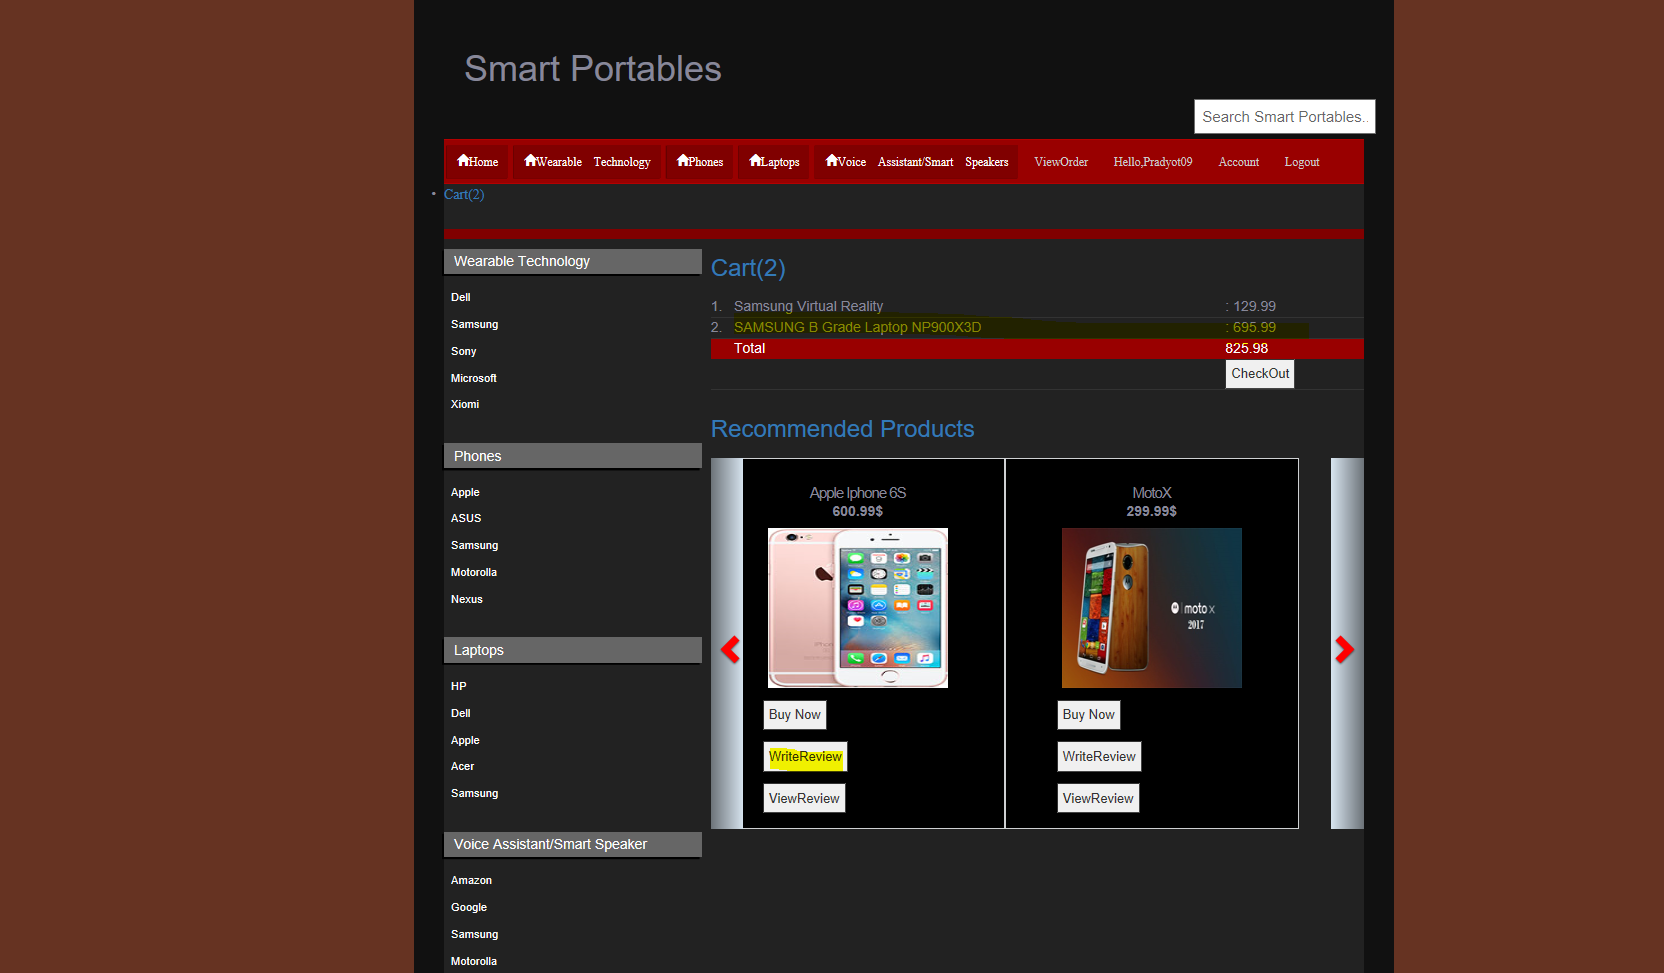 Smart Portables
Search Smart Portables..
Home Wearable Technology Phones Laptops Voice Assistant/Smart Speakers ViewOrder Hello,Pradyot09 Account Logout
• Cart(2)
Wearable Technology
Dell
Samsung
Sony
Microsoft
Xiomi
Phones
Apple
ASUS
Samsung
Motorolla
Nexus
Laptops
HP
Dell
Apple
Acer
Samsung
Voice Assistant/Smart Speaker
Amazon
Google
Samsung
Motorolla
Cart(2)
1. Samsung Virtual Reality : 129.99
2. SAMSUNG B Grade Laptop NP900X3D : 695.99
Total 825.98
CheckOut
Recommended Products
Apple Iphone 6S
600.99$
iPhone
Buy Now
WriteReview
ViewReview
MotoX
299.99$
moto x
2017
Buy Now
WriteReview
ViewReview